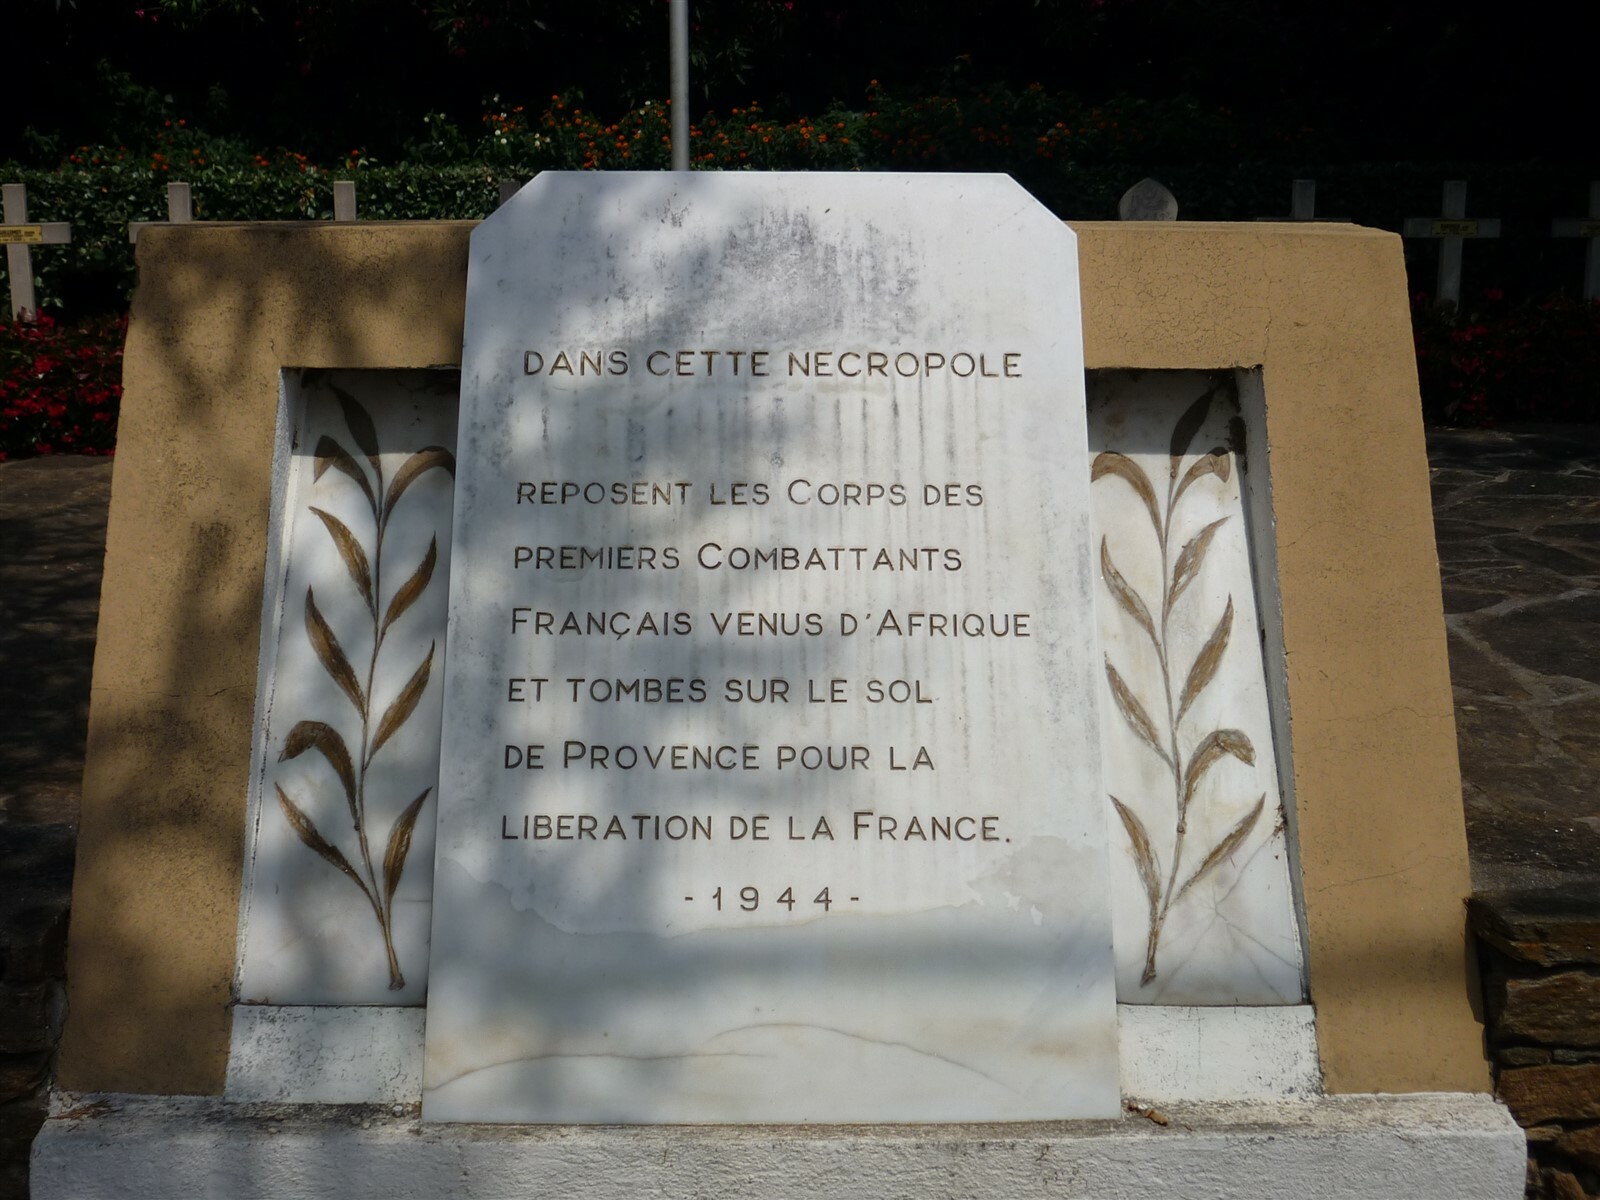 DANS CETTE NECROPOLE
REPOSENT LES CORPS DES
PREMIERS COMBATTANTS
FRANÇAIS VENUS D'AFRIQUE
ET TOMBES SUR LE SOL
DE PROVENCE POUR LA
LIBERATION DE LA FRANCE.
- 1944 -